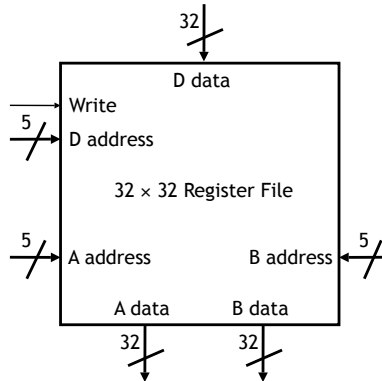 32
D data
Write
5
D address
32 × 32 Register File
5
A address
B address
5
A data
B data
32
32